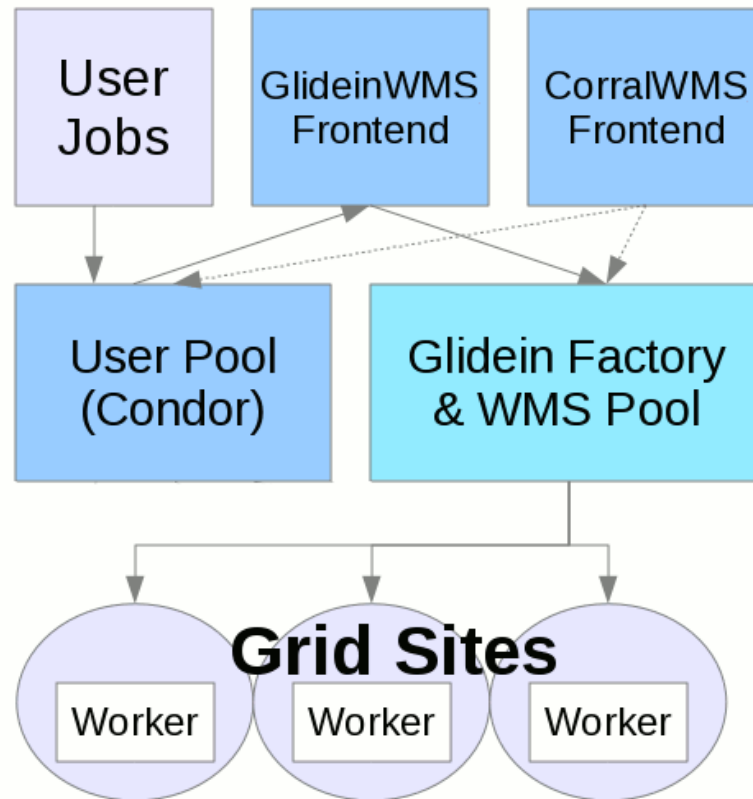 User
Jobs
GlideinWMS
Frontend
CorralWMS
Frontend
User Pool
(Condor)
Glidein Factory
& WMS Pool
Grid Sites
Worker
Worker
Worker